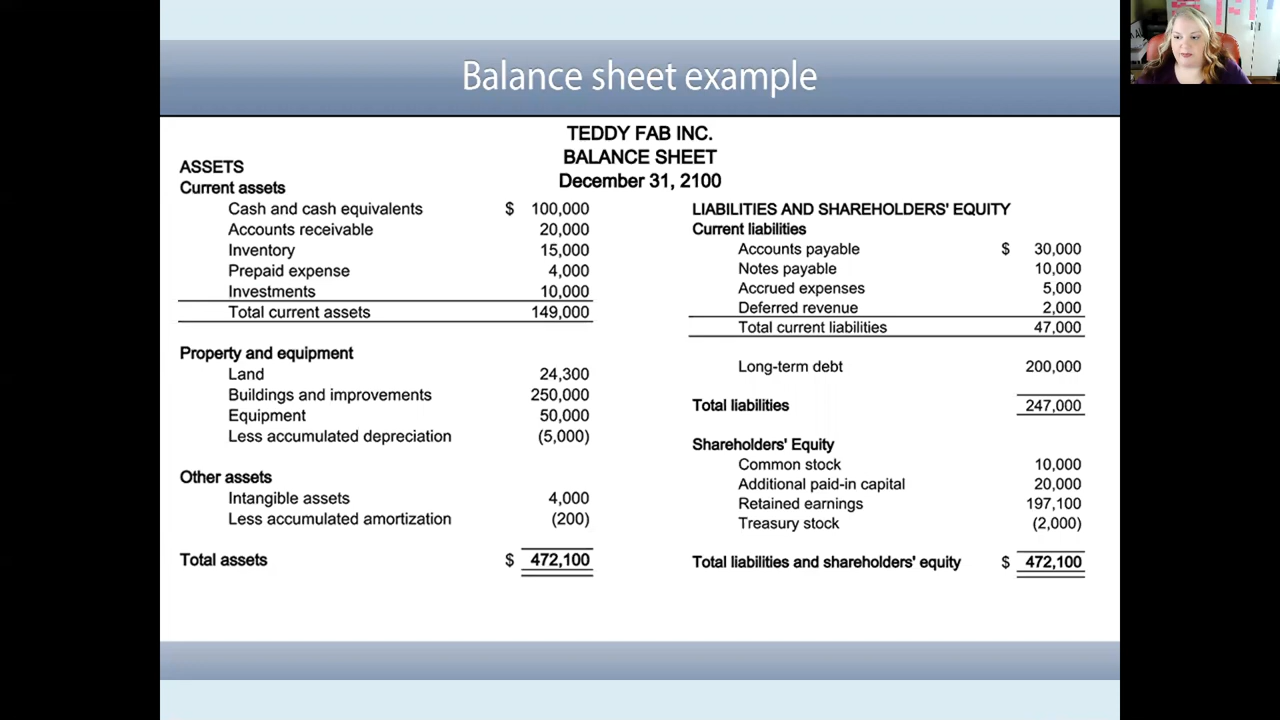 Balance sheet example
TEDDY FAB INC.
BALANCE SHEET
December 31, 2100
ASSETS
Current assets
Cash and cash equivalents $ 100,000
Accounts receivable 20,000
Inventory 15,000
Prepaid expense 4,000
Investments 10,000
Total current assets 149,000
Property and equipment
Land 24,300
Buildings and improvements 250,000
Equipment 50,000
Less accumulated depreciation (5,000)
Other assets
Intangible assets 4,000
Less accumulated amortization (200)
Total assets $ 472,100
LIABILITIES AND SHAREHOLDERS' EQUITY
Current liabilities
Accounts payable $ 30,000
Notes payable 10,000
Accrued expenses 5,000
Deferred revenue 2,000
Total current liabilities 47,000
Long-term debt 200,000
Total liabilities 247,000
Shareholders' Equity
Common stock 10,000
Additional paid-in capital 20,000
Retained earnings 197,100
Treasury stock (2,000)
Total liabilities and shareholders' equity $ 472,100